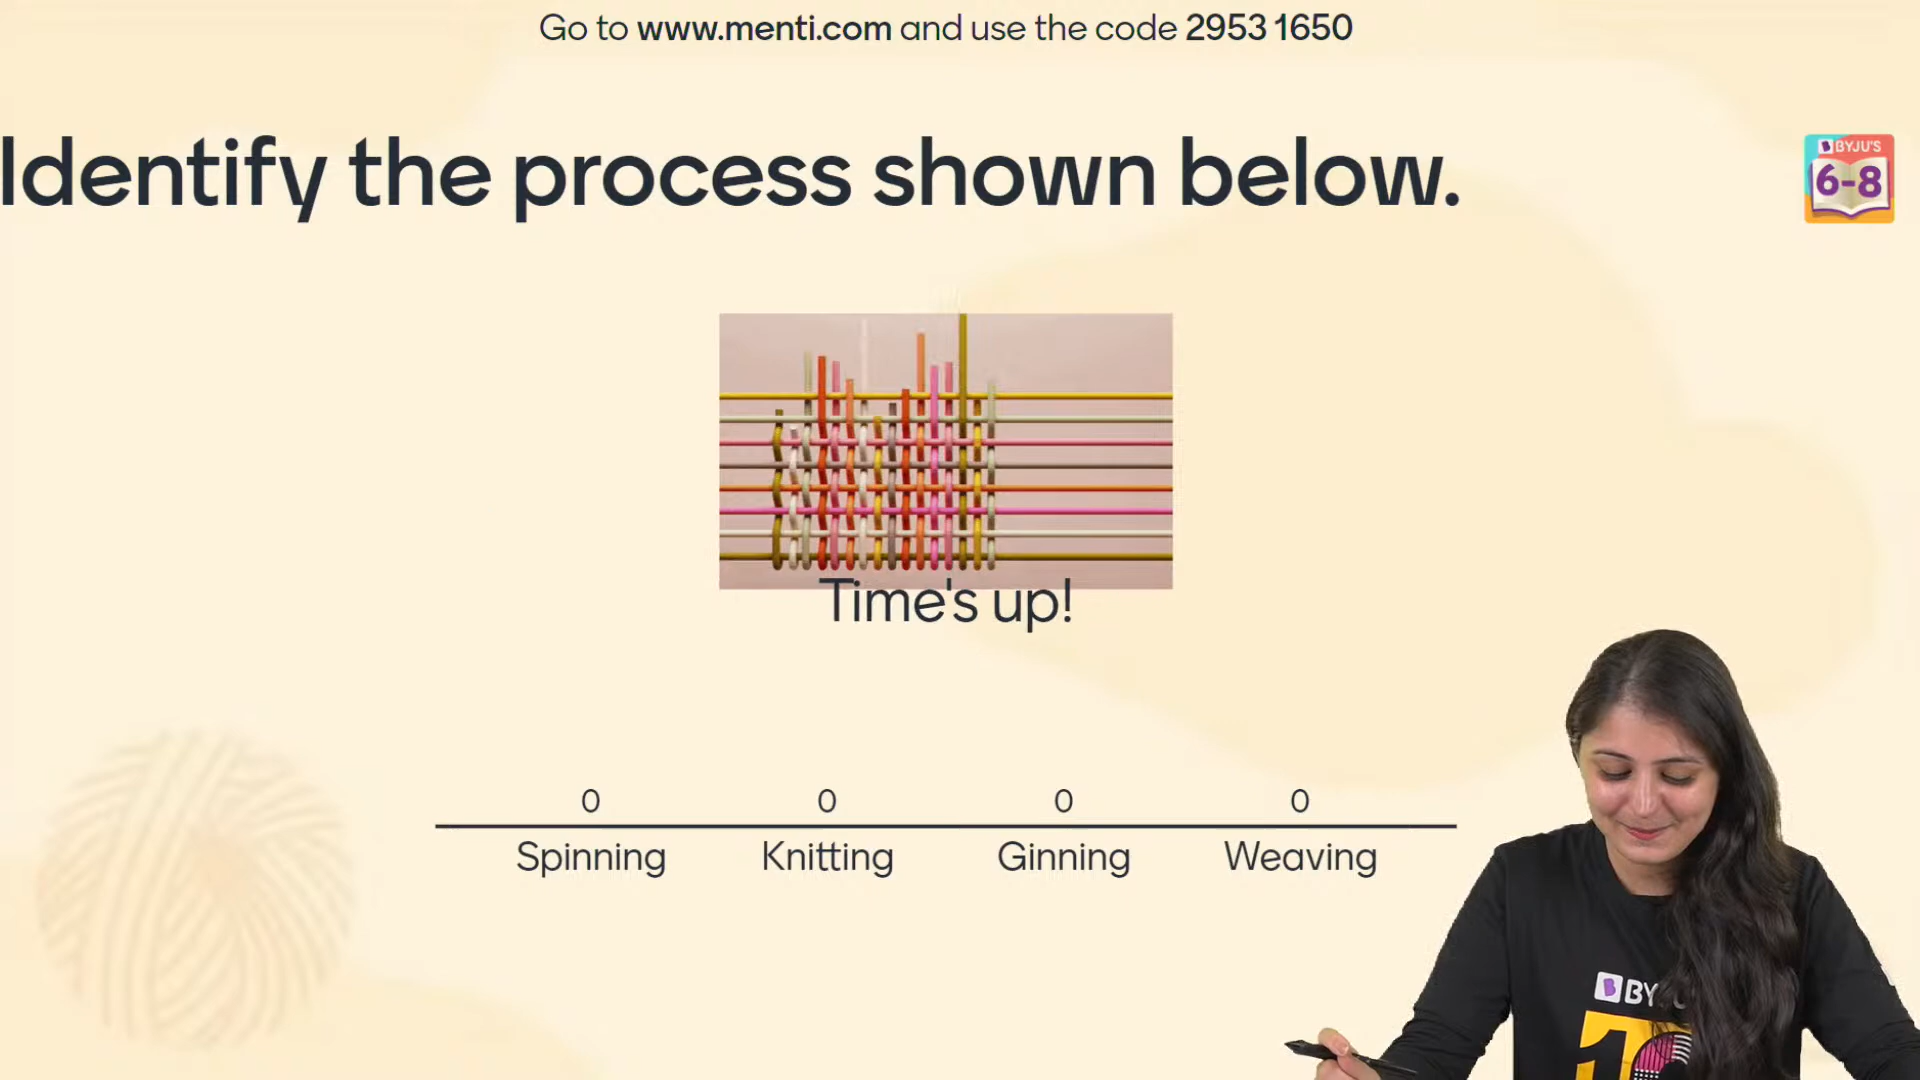 Go to www.menti.com and use the code 2953 1650
Identify the process shown below.
BYJU'S
6-8
Time's up!
0 0 0 0
Spinning Knitting Ginning Weaving